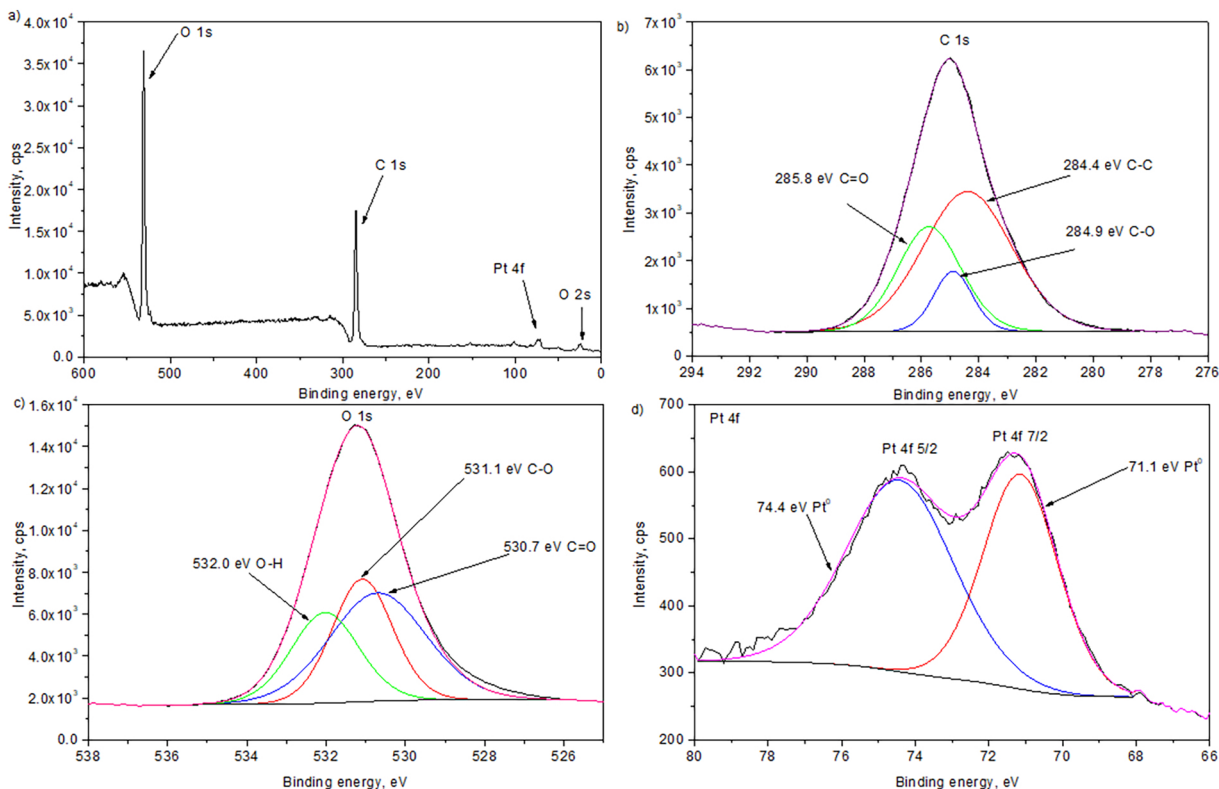 a)
O 1s
C 1s
Pt 4f
O 2s
Intensity, cps
4.0x10⁴
3.5x10⁴
3.0x10⁴
2.5x10⁴
2.0x10⁴
1.5x10⁴
1.0x10⁴
5.0x10³
0.0
600 500 400 300 200 100 0
Binding energy, eV
b)
C 1s
285.8 eV C=O
284.4 eV C-C
284.9 eV C-O
Intensity, cps
7x10³
6x10³
5x10³
4x10³
3x10³
2x10³
1x10³
0
294 292 290 288 286 284 282 280 278 276
Binding energy, eV
c)
O 1s
531.1 eV C-O
530.7 eV C=O
532.0 eV O-H
Intensity, cps
1.6x10⁴
1.4x10⁴
1.2x10⁴
1.0x10⁴
8.0x10³
6.0x10³
4.0x10³
2.0x10³
0.0
538 536 534 532 530 528 526
Binding energy, eV
d)
Pt 4f
Pt 4f 5/2
Pt 4f 7/2
74.4 eV Pt⁰
71.1 eV Pt⁰
Intensity, cps
700
600
500
400
300
200
80 78 76 74 72 70 68 66
Binding energy, eV